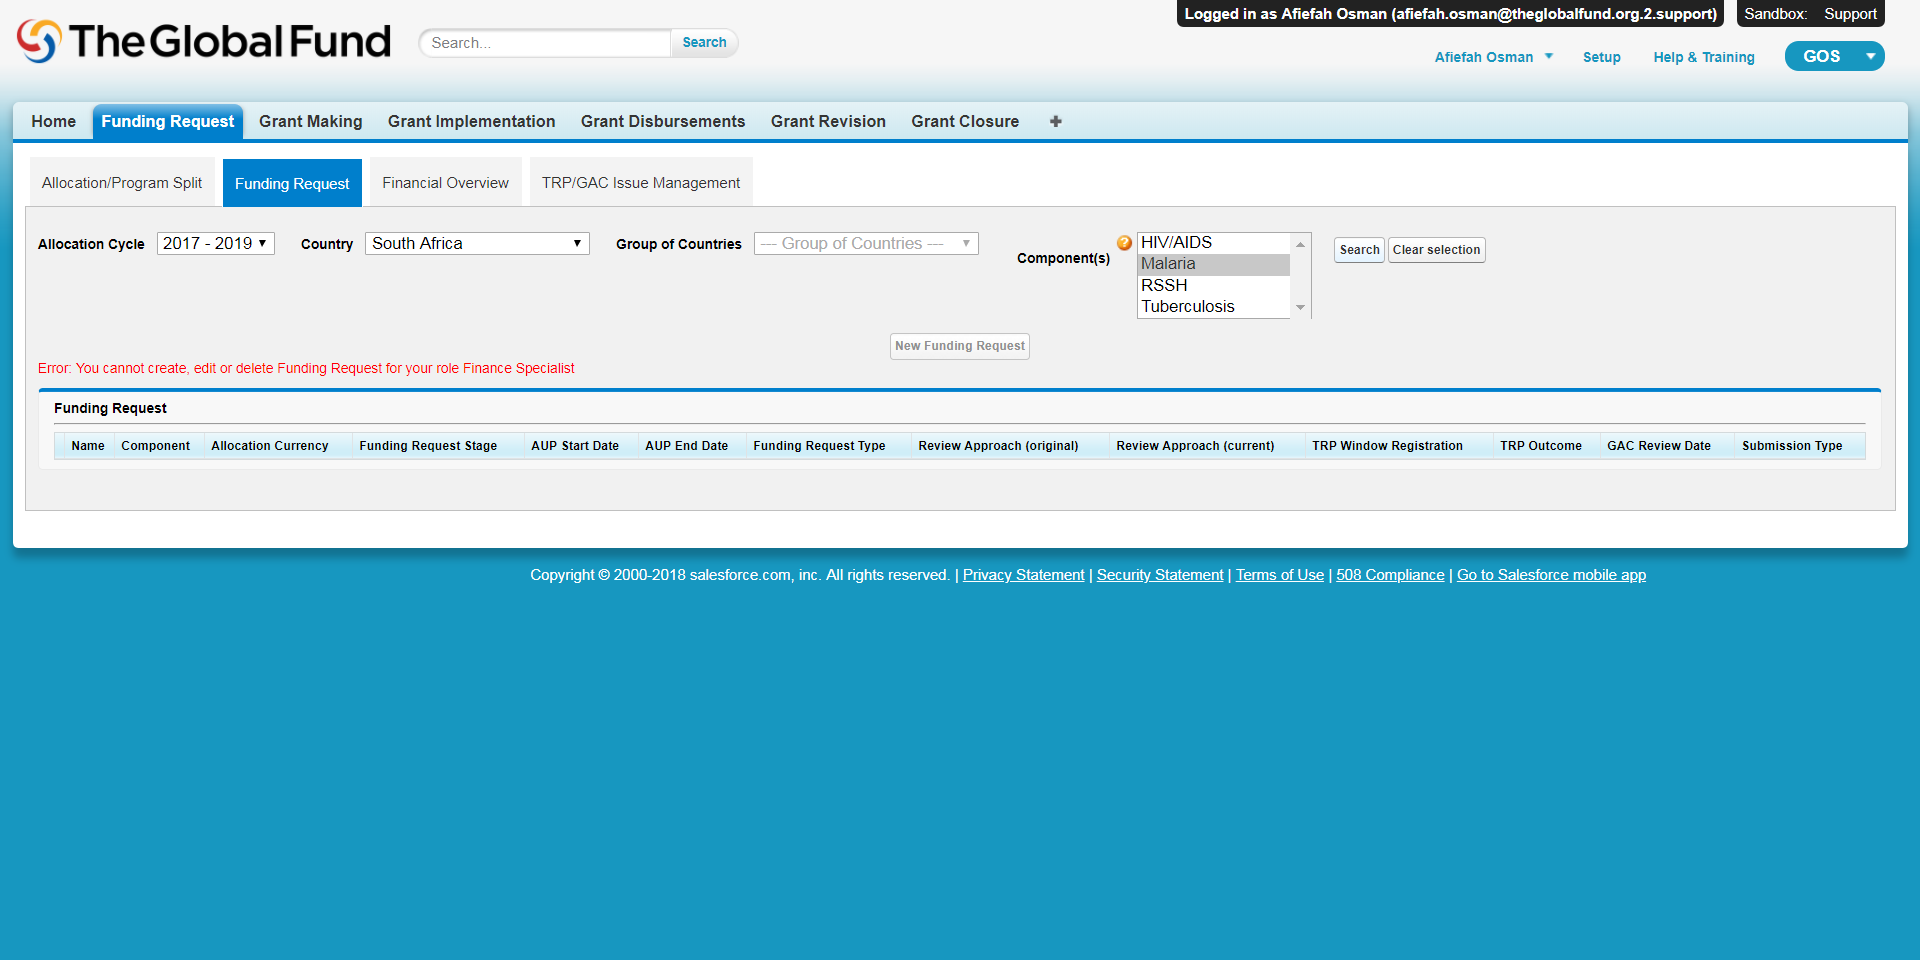 Logged in as Afiefah Osman (afiefah.osman@theglobalfund.org.2.support) Sandbox: Support
The Global Fund Search... Search
Afiefah Osman Setup Help & Training GOS
Home Funding Request Grant Making Grant Implementation Grant Disbursements Grant Revision Grant Closure +
Allocation/Program Split Funding Request Financial Overview TRP/GAC Issue Management
Allocation Cycle 2017 - 2019 Country South Africa Group of Countries --- Group of Countries --- Component(s) ? HIV/AIDS
Malaria
RSSH
Tuberculosis
Search Clear selection
New Funding Request
Error: You cannot create, edit or delete Funding Request for your role Finance Specialist
Funding Request
Name Component Allocation Currency Funding Request Stage AUP Start Date AUP End Date Funding Request Type Review Approach (original) Review Approach (current) TRP Window Registration TRP Outcome GAC Review Date Submission Type
Copyright © 2000-2018 salesforce.com, inc. All rights reserved. | Privacy Statement | Security Statement | Terms of Use | 508 Compliance | Go to Salesforce mobile app